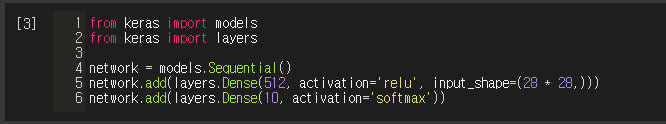 [3]
1 from keras import models
2 from keras import layers
3
4 network = models.Sequential()
5 network.add(layers.Dense(512, activation='relu', input_shape=(28 * 28,)))
6 network.add(layers.Dense(10, activation='softmax'))